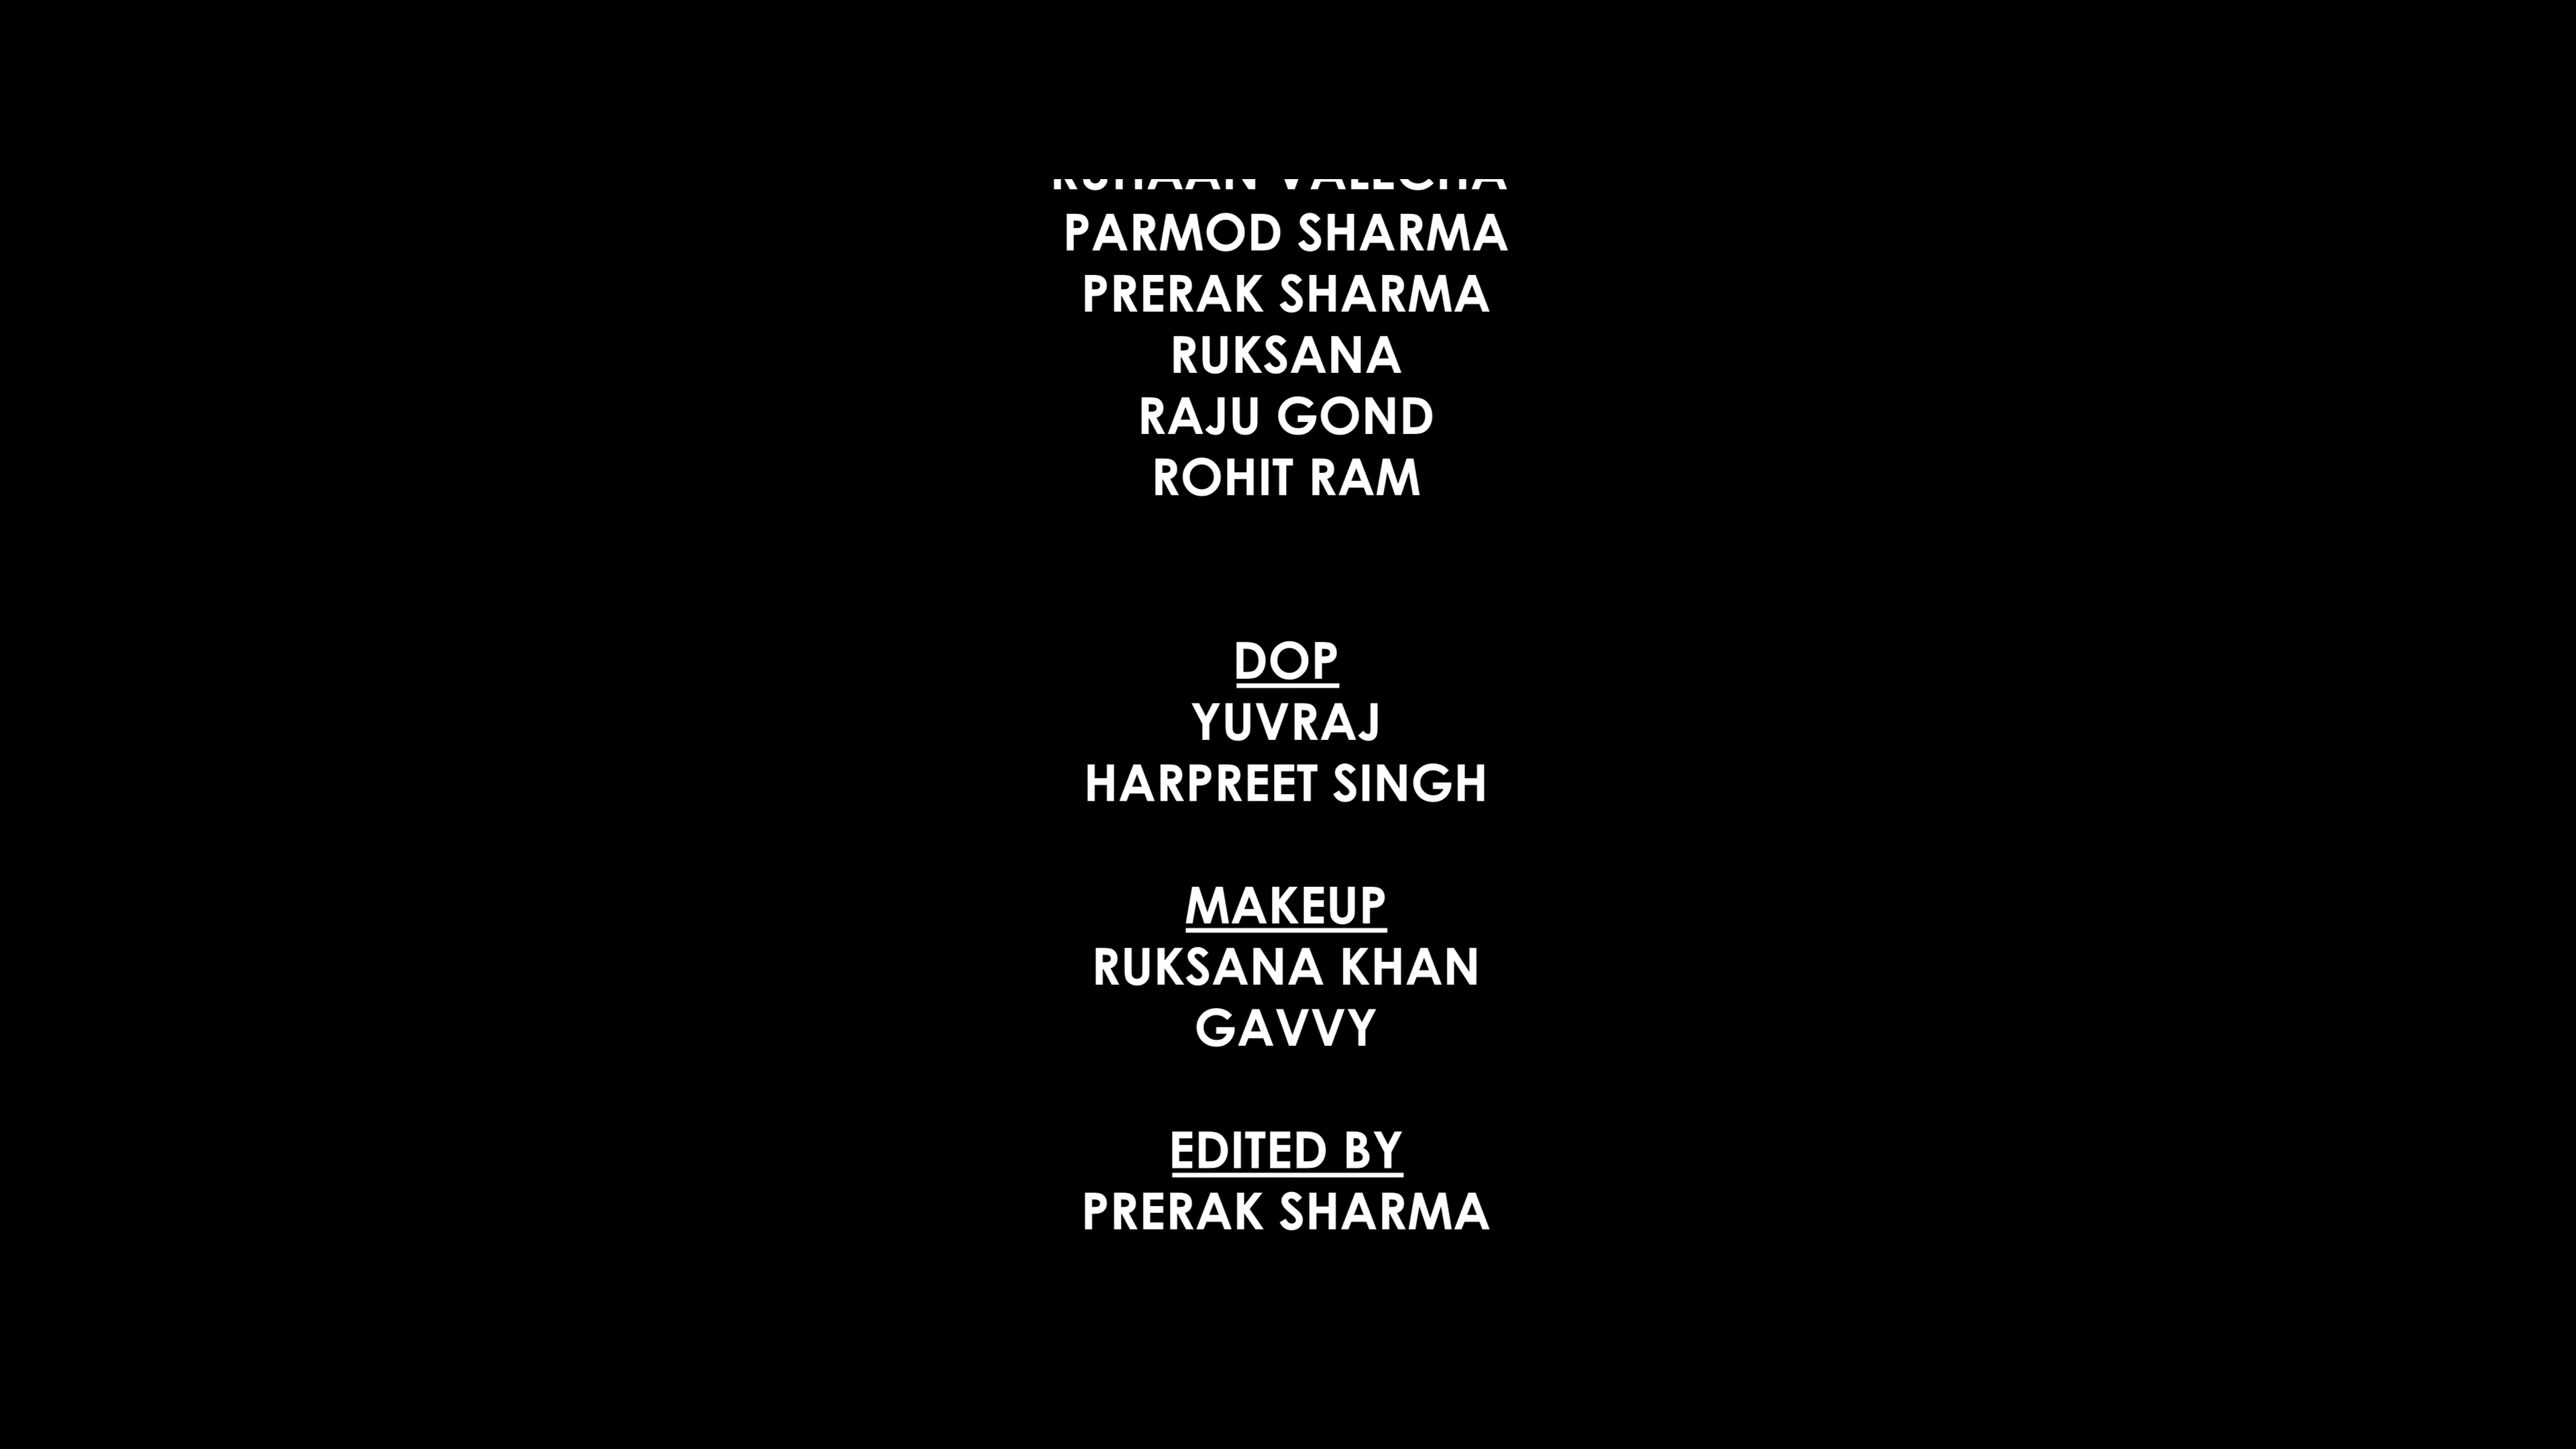 PARMOD SHARMA
PRERAK SHARMA
RUKSANA
RAJU GOND
ROHIT RAM
DOP
YUVRAJ
HARPREET SINGH
MAKEUP
RUKSANA KHAN
GAVVY
EDITED BY
PRERAK SHARMA